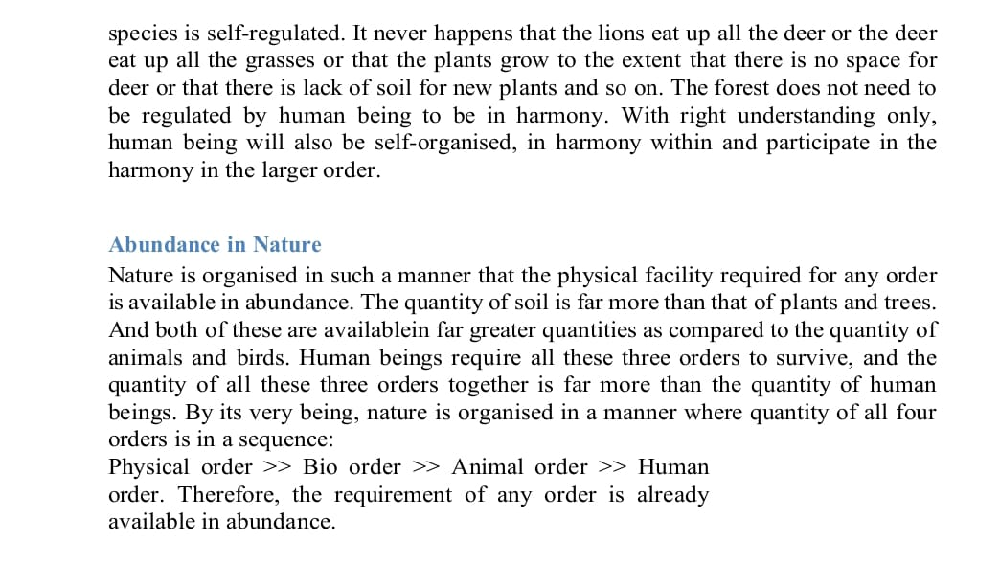 species is self-regulated. It never happens that the lions eat up all the deer or the deer
eat up all the grasses or that the plants grow to the extent that there is no space for
deer or that there is lack of soil for new plants and so on. The forest does not need to
be regulated by human being to be in harmony. With right understanding only,
human being will also be self-organised, in harmony within and participate in the
harmony in the larger order.
Abundance in Nature
Nature is organised in such a manner that the physical facility required for any order
is available in abundance. The quantity of soil is far more than that of plants and trees.
And both of these are availablein far greater quantities as compared to the quantity of
animals and birds. Human beings require all these three orders to survive, and the
quantity of all these three orders together is far more than the quantity of human
beings. By its very being, nature is organised in a manner where quantity of all four
orders is in a sequence:
Physical order >> Bio order >> Animal order >> Human
order. Therefore, the requirement of any order is already
available in abundance.